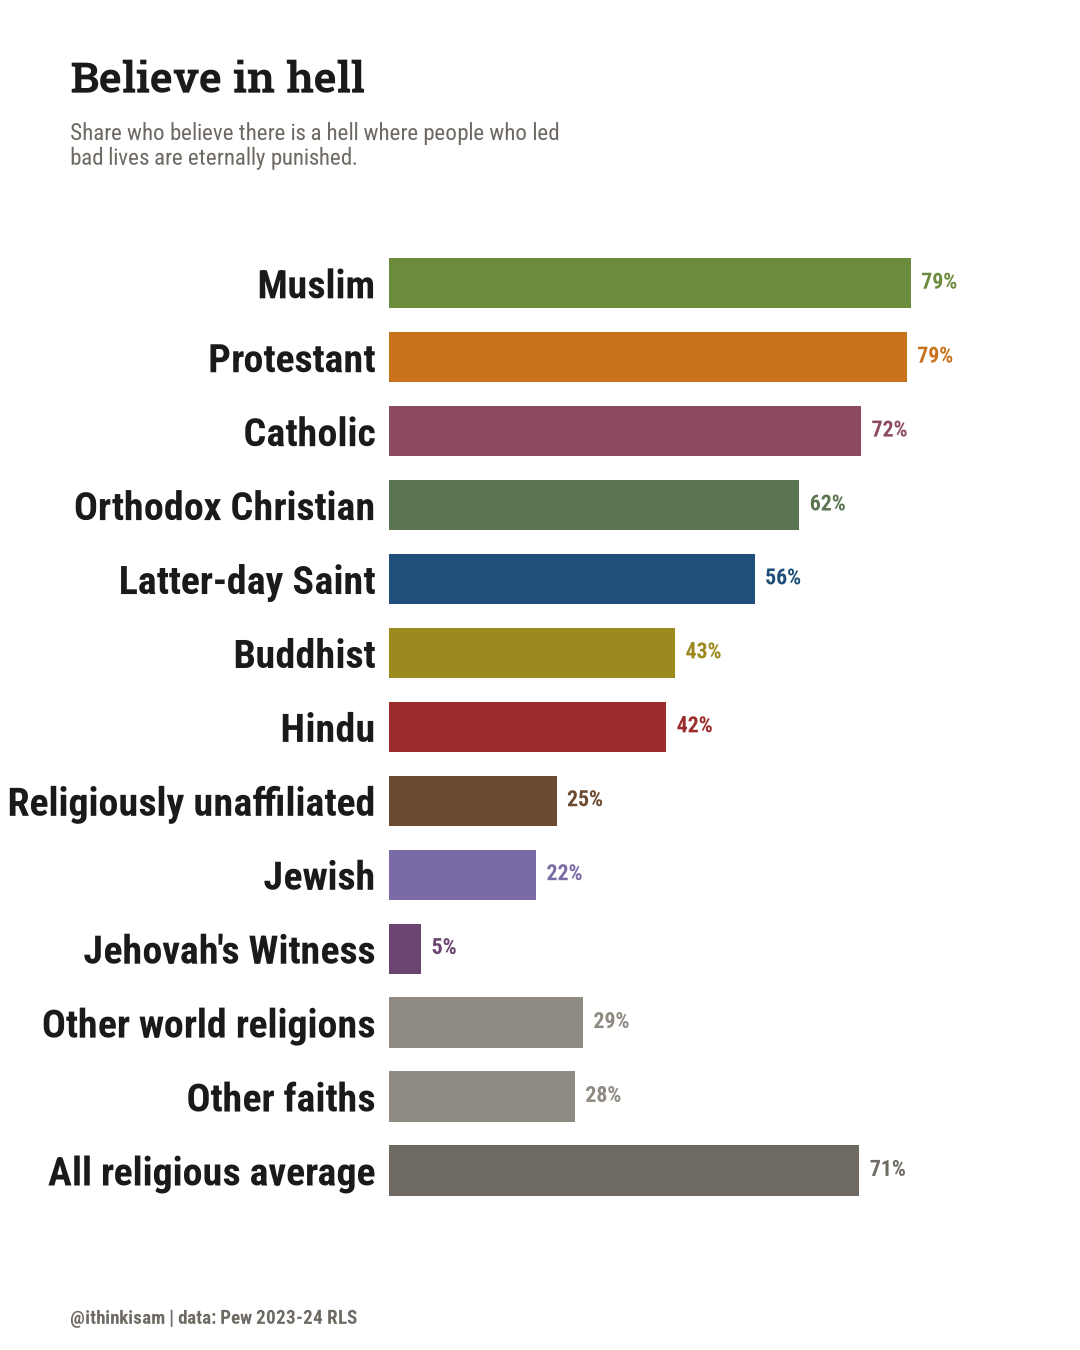 Believe in hell
Share who believe there is a hell where people who led
bad lives are eternally punished.
Muslim 79%
Protestant 79%
Catholic 72%
Orthodox Christian 62%
Latter-day Saint 56%
Buddhist 43%
Hindu 42%
Religiously unaffiliated 25%
Jewish 22%
Jehovah's Witness 5%
Other world religions 29%
Other faiths 28%
All religious average 71%
@ithinkisam | data: Pew 2023-24 RLS